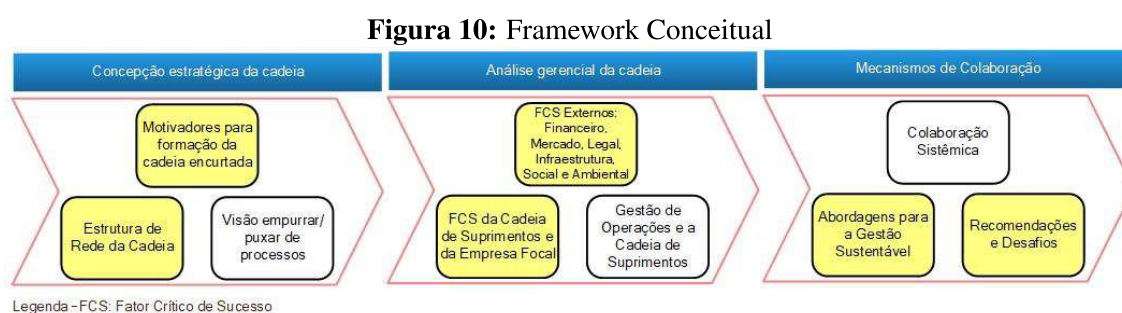 Figura 10: Framework Conceitual
Concepção estratégica da cadeia
Análise gerencial da cadeia
Mecanismos de Colaboração
Motivadores para
formação da
cadeia encurtada
Estrutura de
Rede da Cadeia
Visão empurrar/
puxar de
processos
FCS Externos:
Financeiro,
Mercado, Legal,
Infraestrutura,
Social e Ambiental
FCS da Cadeia
de Suprimentos e
da Empresa Focal
Gestão de
Operações e a
Cadeia de
Suprimentos
Colaboração
Sistêmica
Abordagens para
a Gestão
Sustentável
Recomendações
e Desafios
Legenda – FCS: Fator Crítico de Sucesso